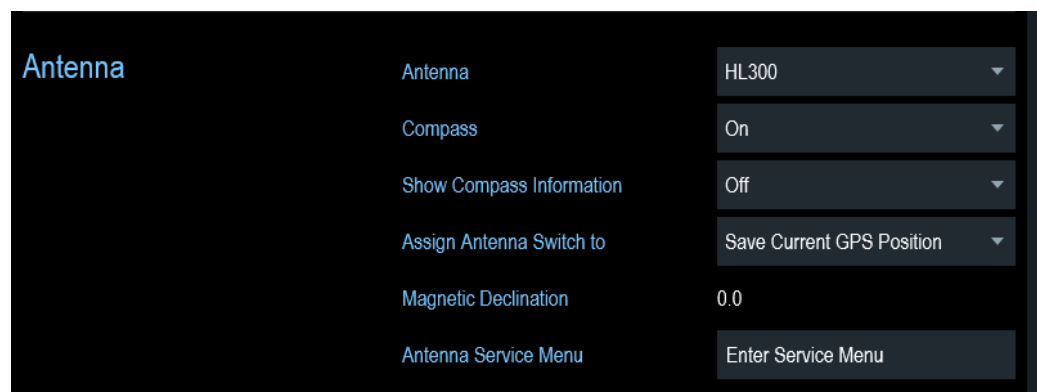 Antenna
Antenna HL300
Compass On
Show Compass Information Off
Assign Antenna Switch to Save Current GPS Position
Magnetic Declination 0.0
Antenna Service Menu Enter Service Menu